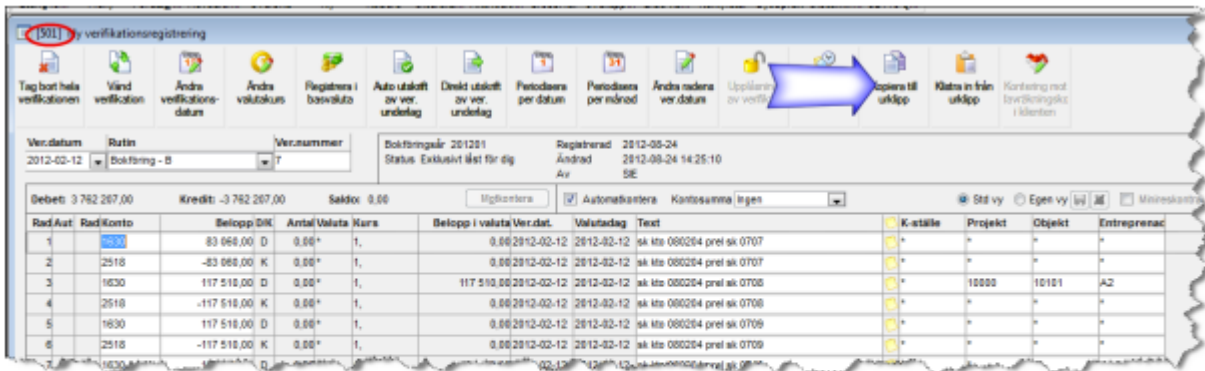 [501] Ny verifikationsregistrering
Tag bort hela verifikationen
Vänd verifikation
Ändra verifikations-datum
Ändra valutakurs
Registrera i basvaluta
Auto utskrift av ver. underlag
Direkt utskrift av ver. underlag
Periodisera per datum
Periodisera per månad
Ändra radens ver.datum
Upplåsning av verifik
Kopiera till urklipp
Klistra in från urklipp
Kontering mot i klienten
Ver.datum Rutin Ver.nummer
2012-02-12 Bokföring - B 7
Bokföringsår 201201 Registrerad 2012-08-24
Status Exklusivt låst för dig Ändrad 2012-08-24 14:25:10
Av SIE
Debet: 3 762 207,00 Kredit: -3 762 207,00 Saldo: 0,00 Motkontera Automatkontera Kontosumma Ingen Std vy Egen vy Minireskontra
Rad Aut Rad Konto Belopp D/K Antal Valuta Kurs Belopp i valuta Ver.dat. Valutadag Text K-ställe Projekt Objekt Entreprenad
1 1630 83 060,00 D 0,00 * 1, 0,00 2012-02-12 2012-02-12 sk kto 080204 prel sk 0707 * * * *
2 2518 -83 060,00 K 0,00 * 1, 0,00 2012-02-12 2012-02-12 sk kto 080204 prel sk 0707 * * * *
3 1630 117 510,00 D 0,00 * 1, 117 510,00 2012-02-12 2012-02-12 sk kto 080204 prel sk 0708 * 10000 10101 A2
4 2518 -117 510,00 K 0,00 * 1, 0,00 2012-02-12 2012-02-12 sk kto 080204 prel sk 0708 * * * *
5 1630 117 510,00 D 0,00 * 1, 0,00 2012-02-12 2012-02-12 sk kto 080204 prel sk 0709 * * * *
6 2518 -117 510,00 K 0,00 * 1, 0,00 2012-02-12 2012-02-12 sk kto 080204 prel sk 0709 * * * *